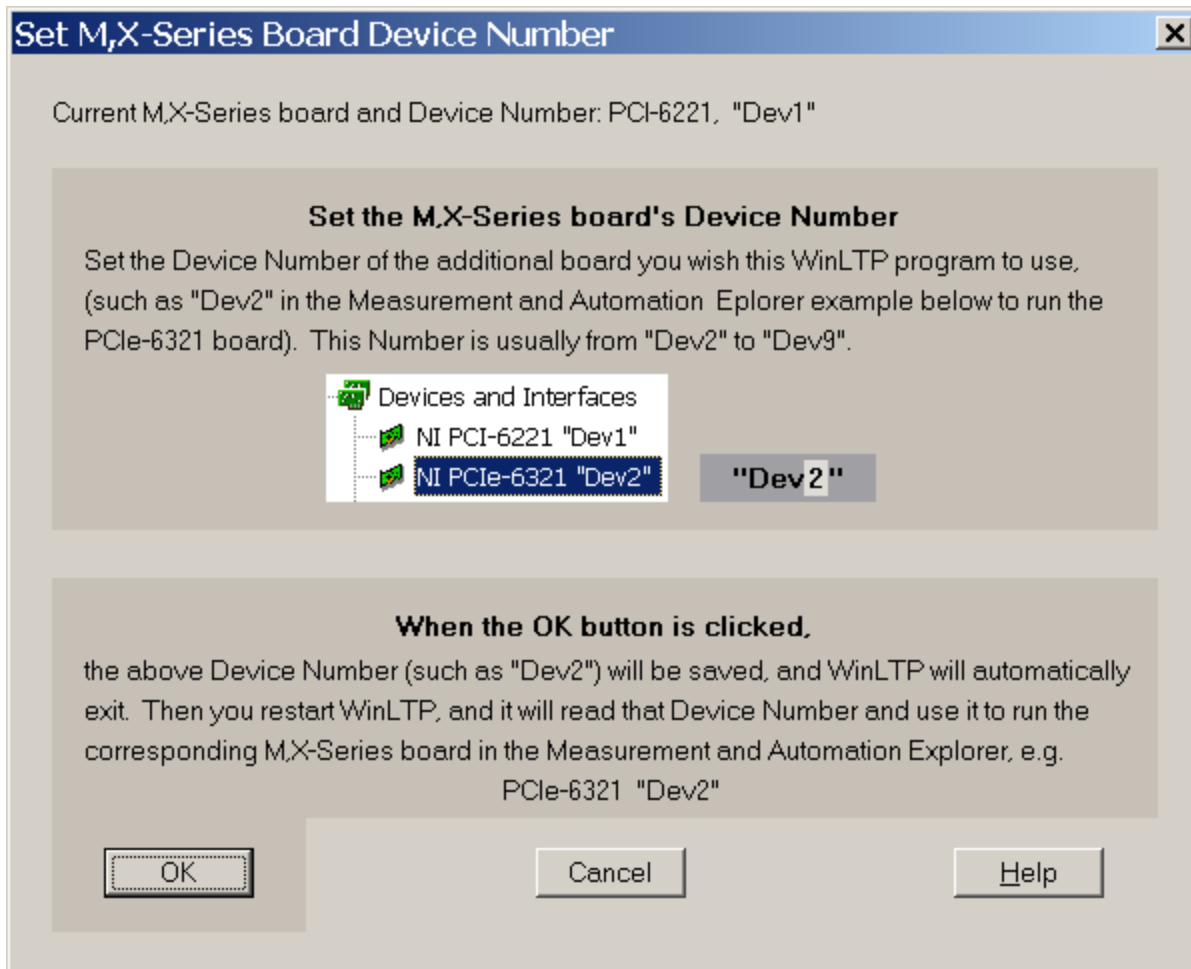 Set M,X-Series Board Device Number
Current M,X-Series board and Device Number: PCI-6221, "Dev1"
Set the M,X-Series board's Device Number
Set the Device Number of the additional board you wish this WinLTP program to use,
(such as "Dev2" in the Measurement and Automation Eplorer example below to run the
PCIe-6321 board). This Number is usually from "Dev2" to "Dev9".
Devices and Interfaces
NI PCI-6221 "Dev1"
NI PCIe-6321 "Dev2"
"Dev2"
When the OK button is clicked,
the above Device Number (such as "Dev2") will be saved, and WinLTP will automatically
exit. Then you restart WinLTP, and it will read that Device Number and use it to run the
corresponding M,X-Series board in the Measurement and Automation Explorer, e.g.
PCIe-6321 "Dev2"
OK
Cancel
Help